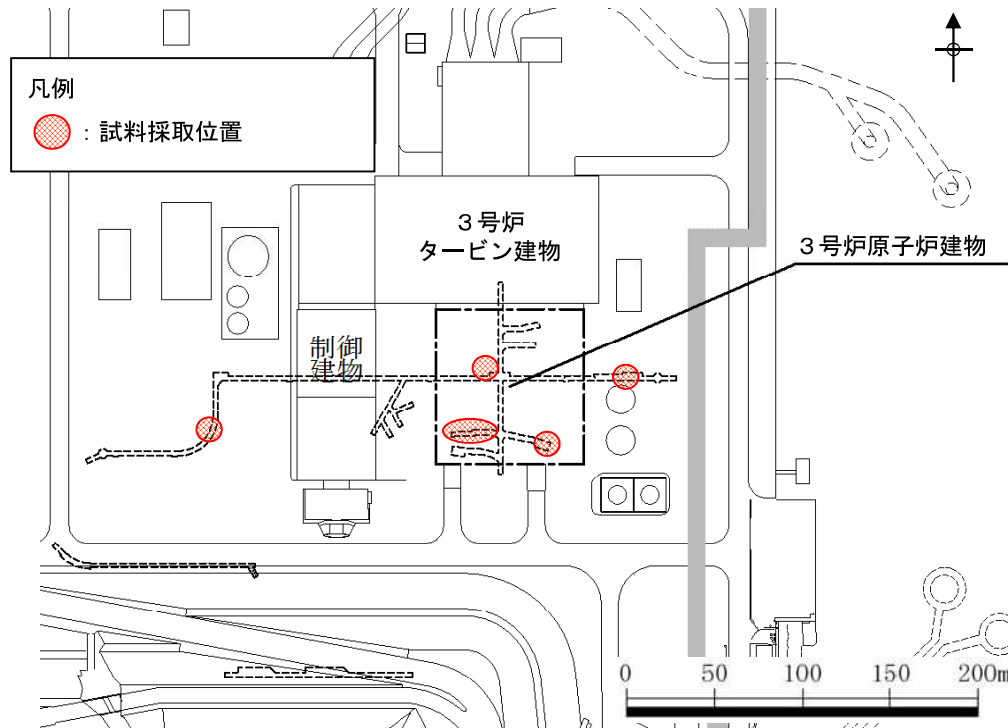 凡例
：試料採取位置
３号炉
タービン建物
３号炉原子炉建物
制御
建物
0 50 100 150 200m